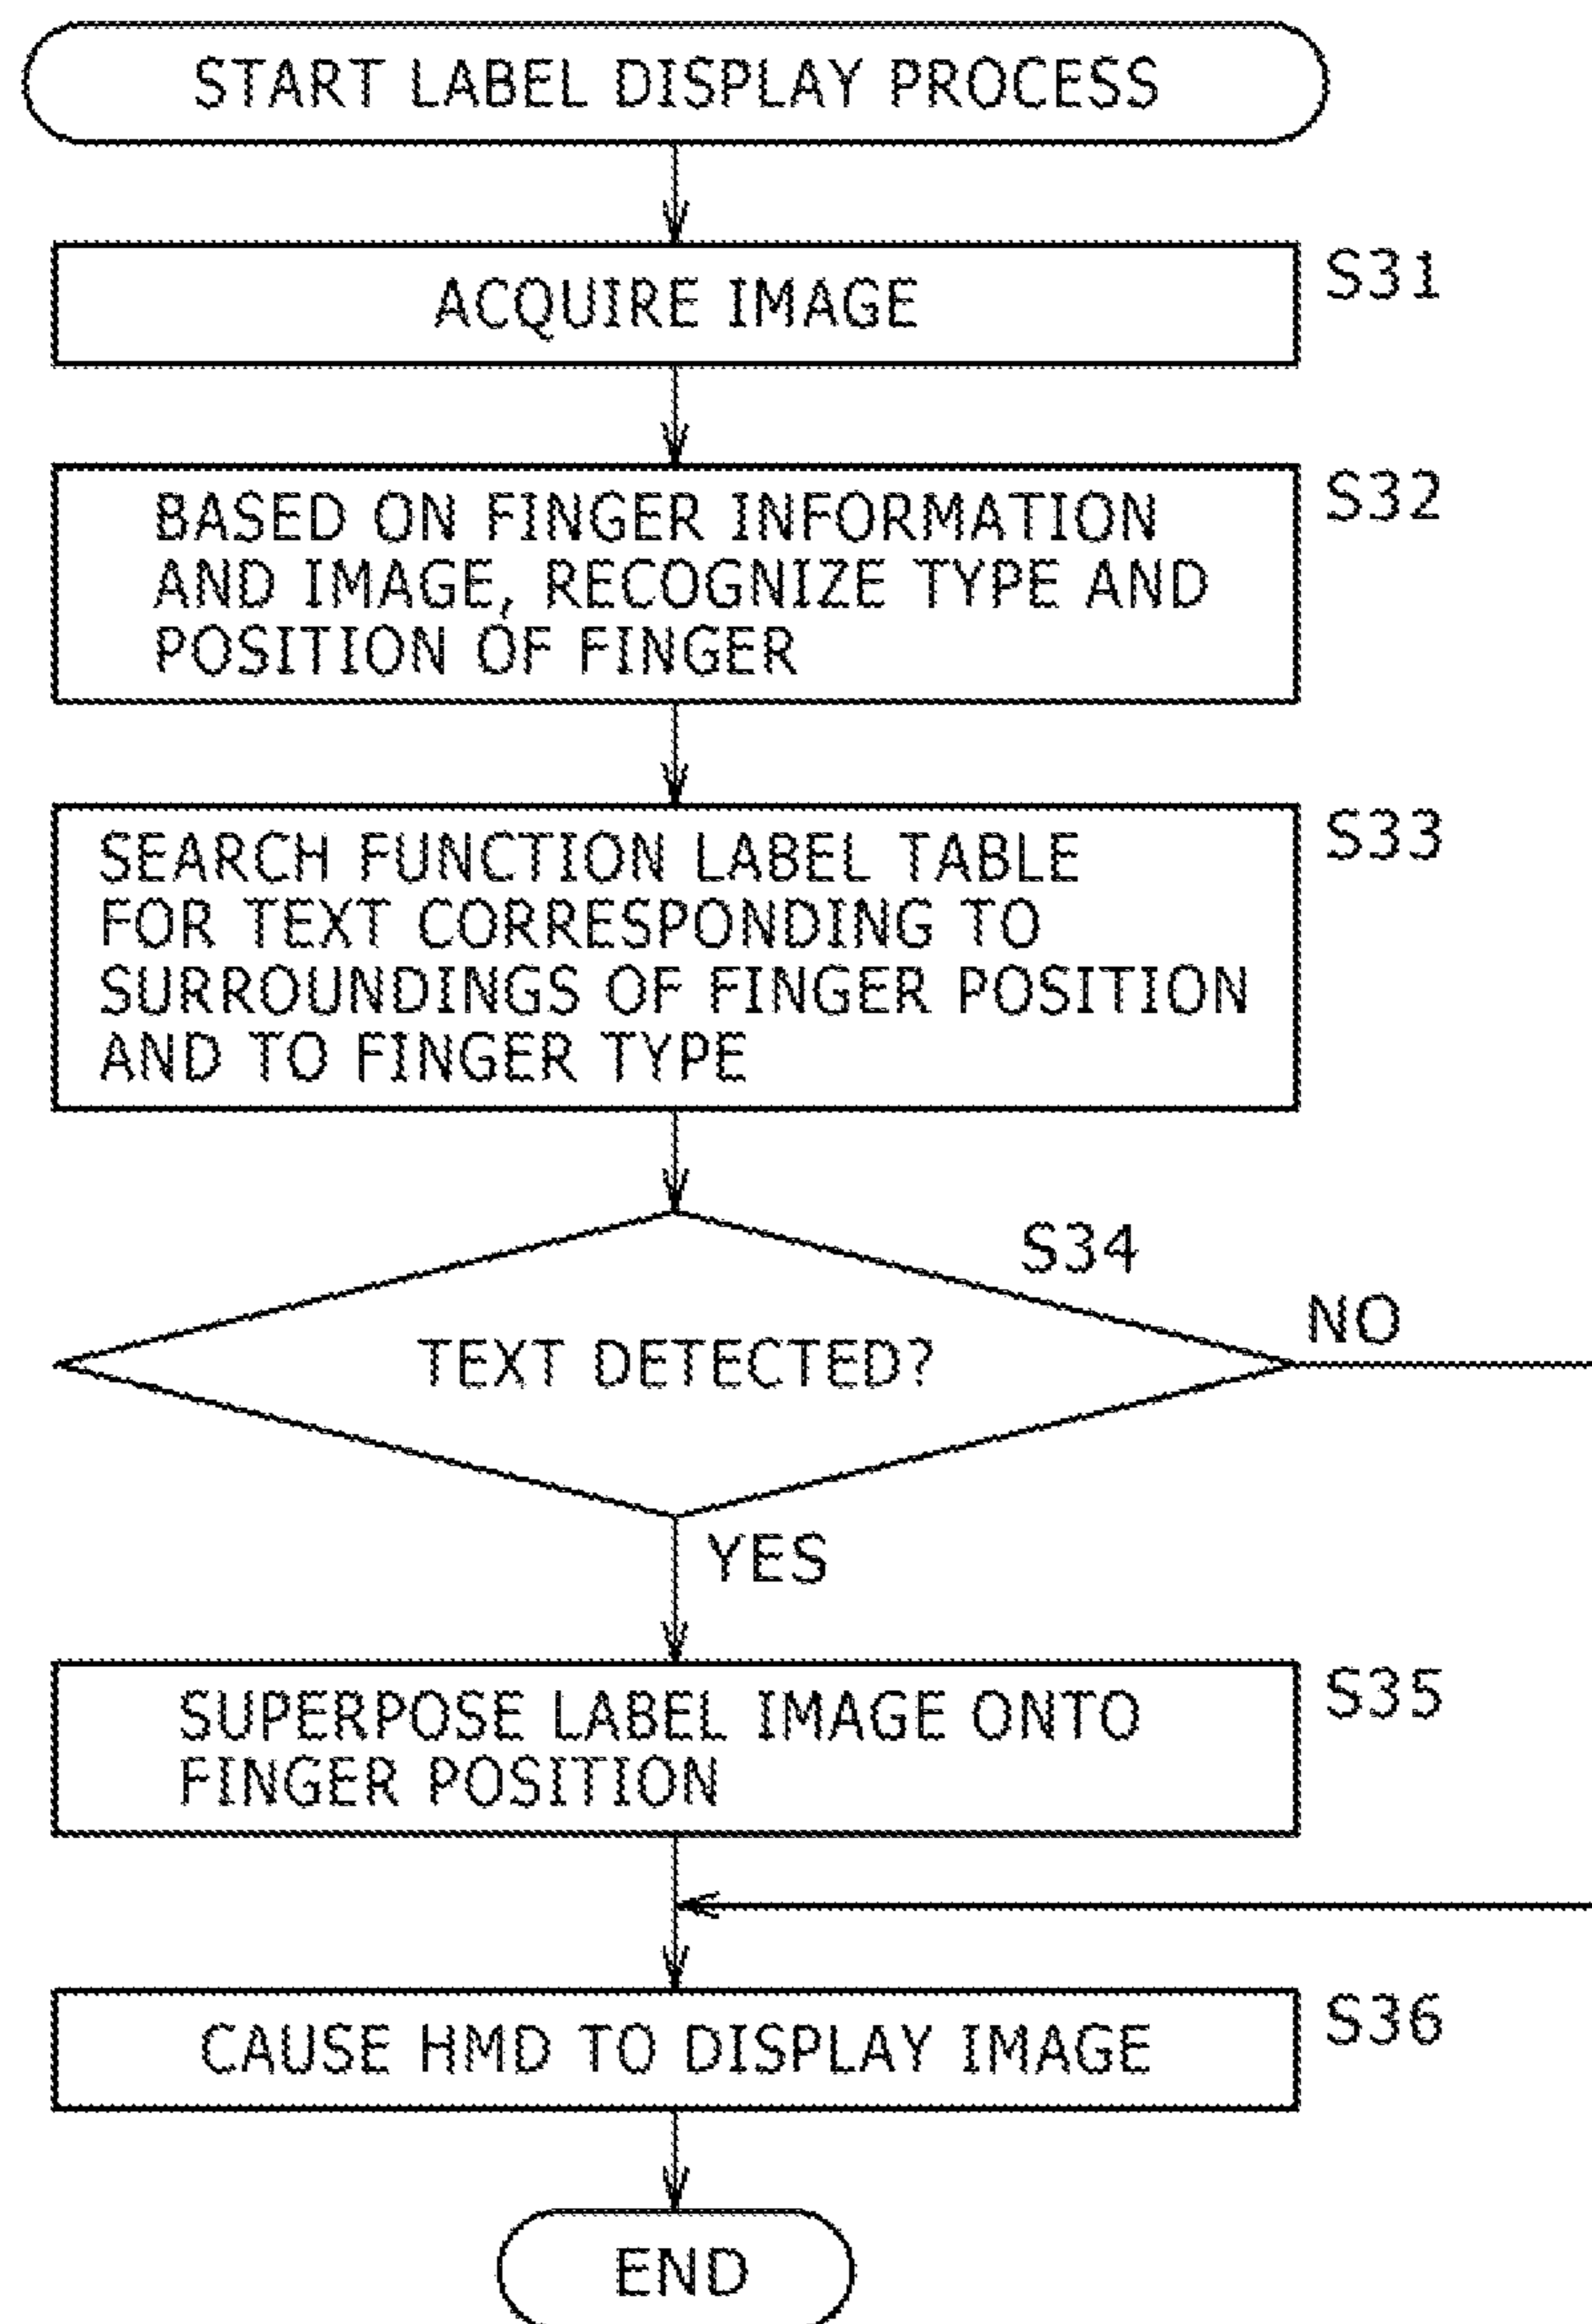 START LABEL DISPLAY PROCESS
ACQUIRE IMAGE
S31
BASED ON FINGER INFORMATION
AND IMAGE, RECOGNIZE TYPE AND
POSITION OF FINGER
S32
SEARCH FUNCTION LABEL TABLE
FOR TEXT CORRESPONDING TO
SURROUNDINGS OF FINGER POSITION
AND TO FINGER TYPE
S33
S34
TEXT DETECTED?
NO
YES
SUPERPOSE LABEL IMAGE ONTO
FINGER POSITION
S35
CAUSE HMD TO DISPLAY IMAGE
S36
END